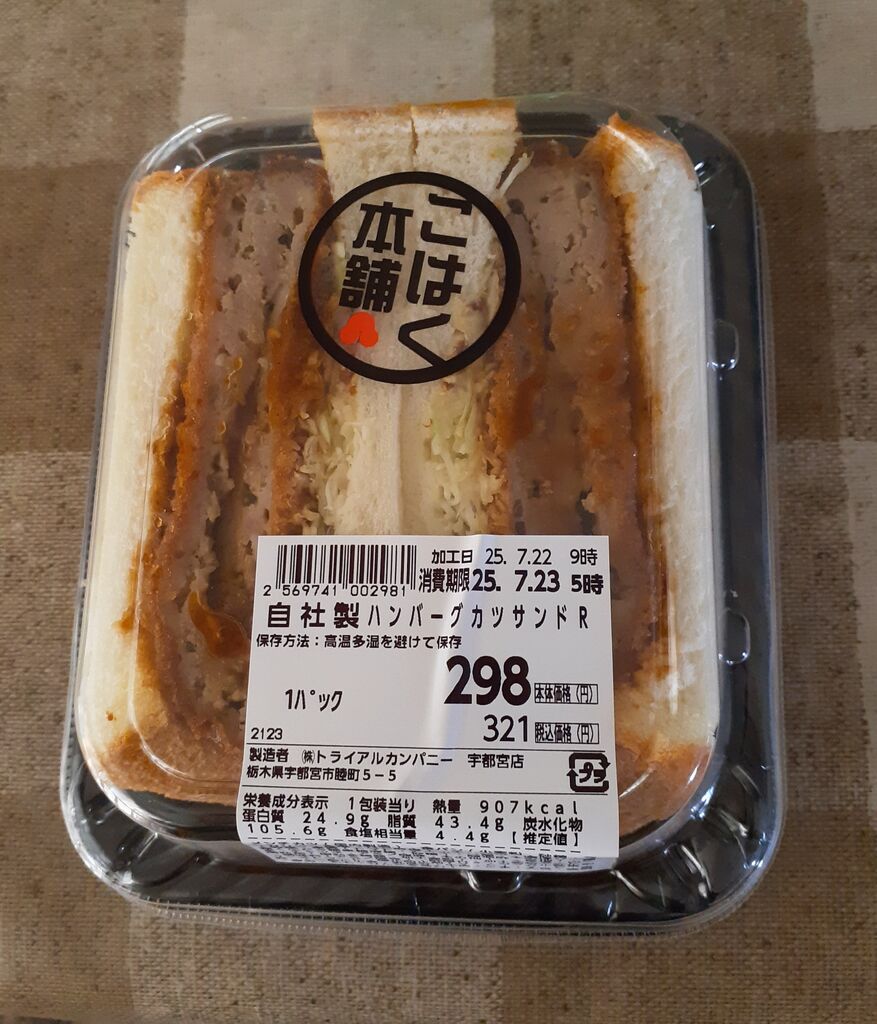 こはく
本舗
加工日 25. 7.22 9時
2 569741 002981 消費期限 25. 7.23 5時
自社製ハンバーグカツサンドR
保存方法：高温多湿を避けて保存
298 本体価格(円)
1パック
321 税込価格(円)
2123
製造者 ㈱トライアルカンパニー 宇都宮店
栃木県宇都宮市睦町5-5
プラ
栄養成分表示 1包装当り 熱量 907kcal
蛋白質 24.9g 脂質 43.4g 炭水化物
105.6g 食塩相当量 4.4g 【推定値】